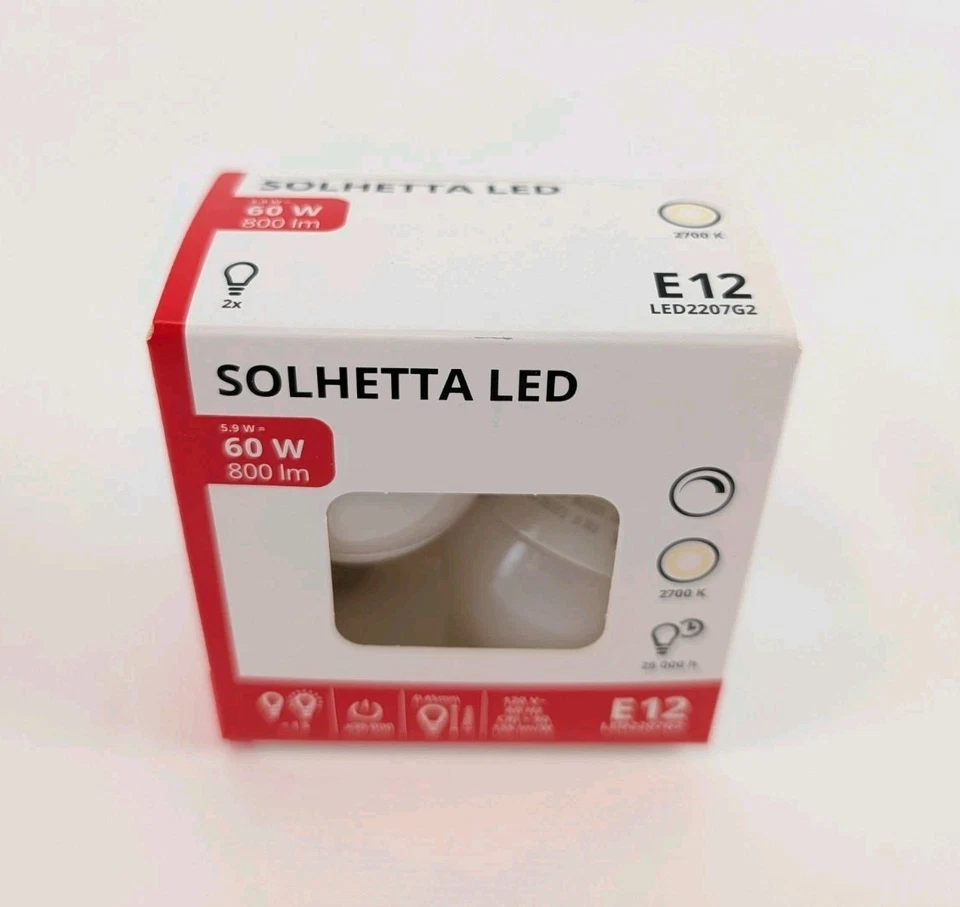 SOLHETTA LED
60 W
800 lm
2700 K
2x
E12
LED2207G2
SOLHETTA LED
5.9 W =
60 W
800 lm
2700 K
25 000 h
E12